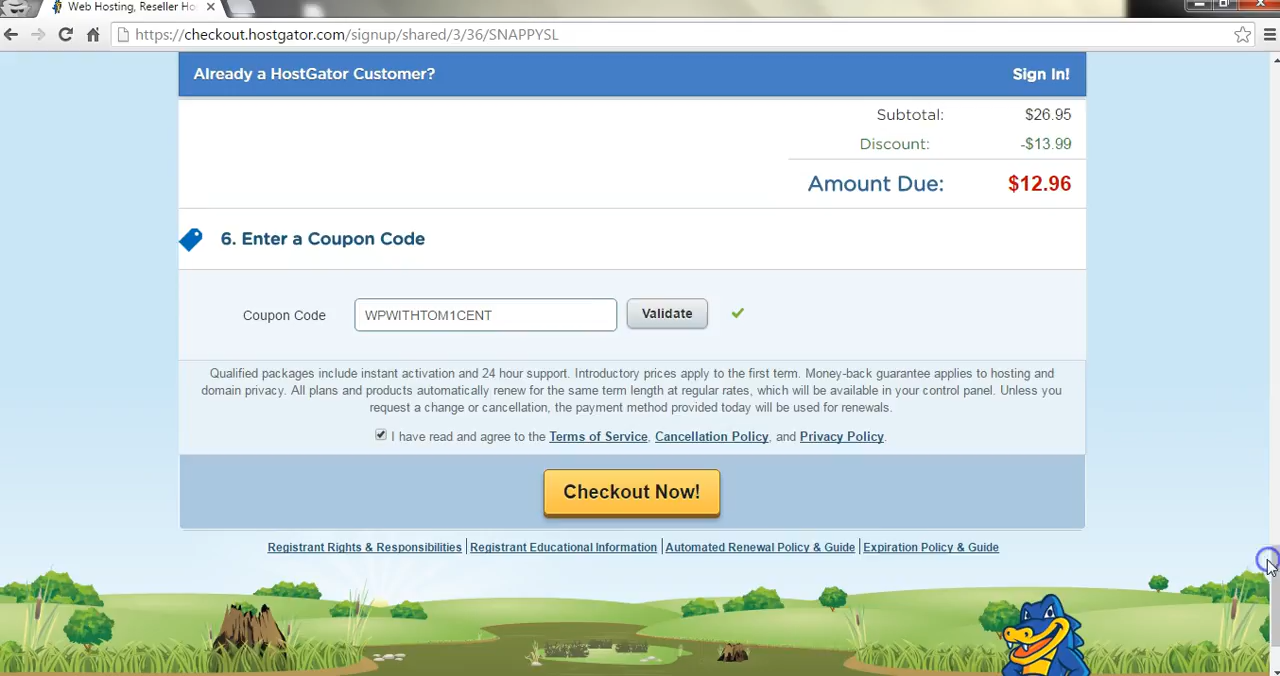 Web Hosting, Reseller Ho
https://checkout.hostgator.com/signup/shared/3/36/SNAPPYSL
Already a HostGator Customer?
Sign In!
Subtotal: $26.95
Discount: -$13.99
Amount Due: $12.96
6. Enter a Coupon Code
Coupon Code WPWITHTOM1CENT Validate
Qualified packages include instant activation and 24 hour support. Introductory prices apply to the first term. Money-back guarantee applies to hosting and
domain privacy. All plans and products automatically renew for the same term length at regular rates, which will be available in your control panel. Unless you
request a change or cancellation, the payment method provided today will be used for renewals.
I have read and agree to the Terms of Service, Cancellation Policy, and Privacy Policy.
Checkout Now!
Registrant Rights & Responsibilities Registrant Educational Information Automated Renewal Policy & Guide Expiration Policy & Guide